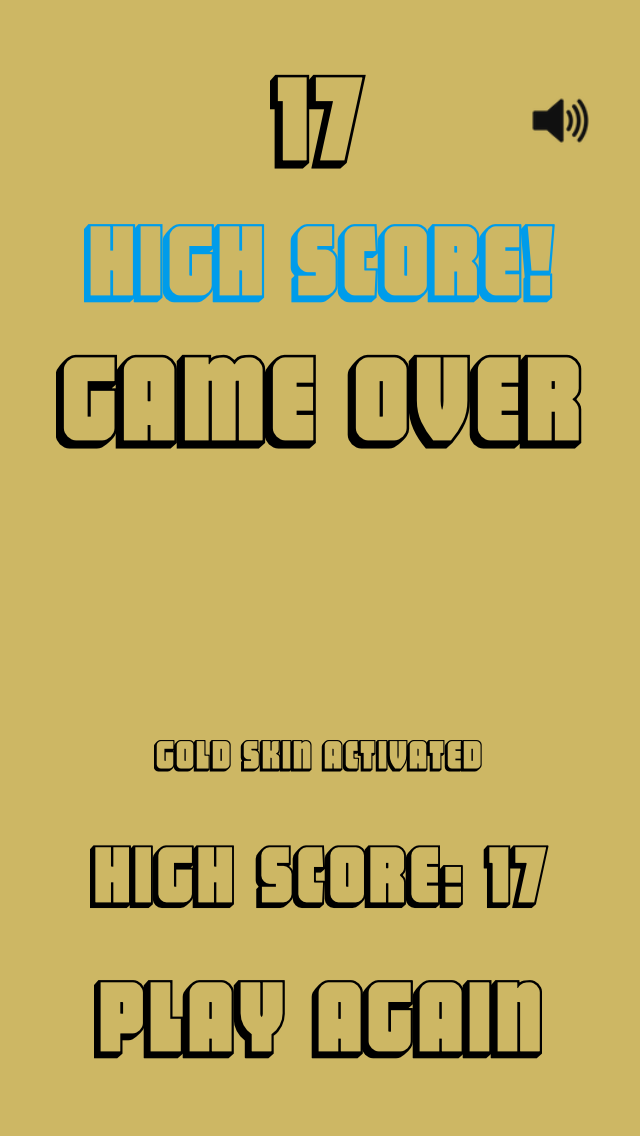 17
HIGH SCORE!
GAME OVER
GOLD SKIN ACTIVATED
HIGH SCORE: 17
PLAY AGAIN